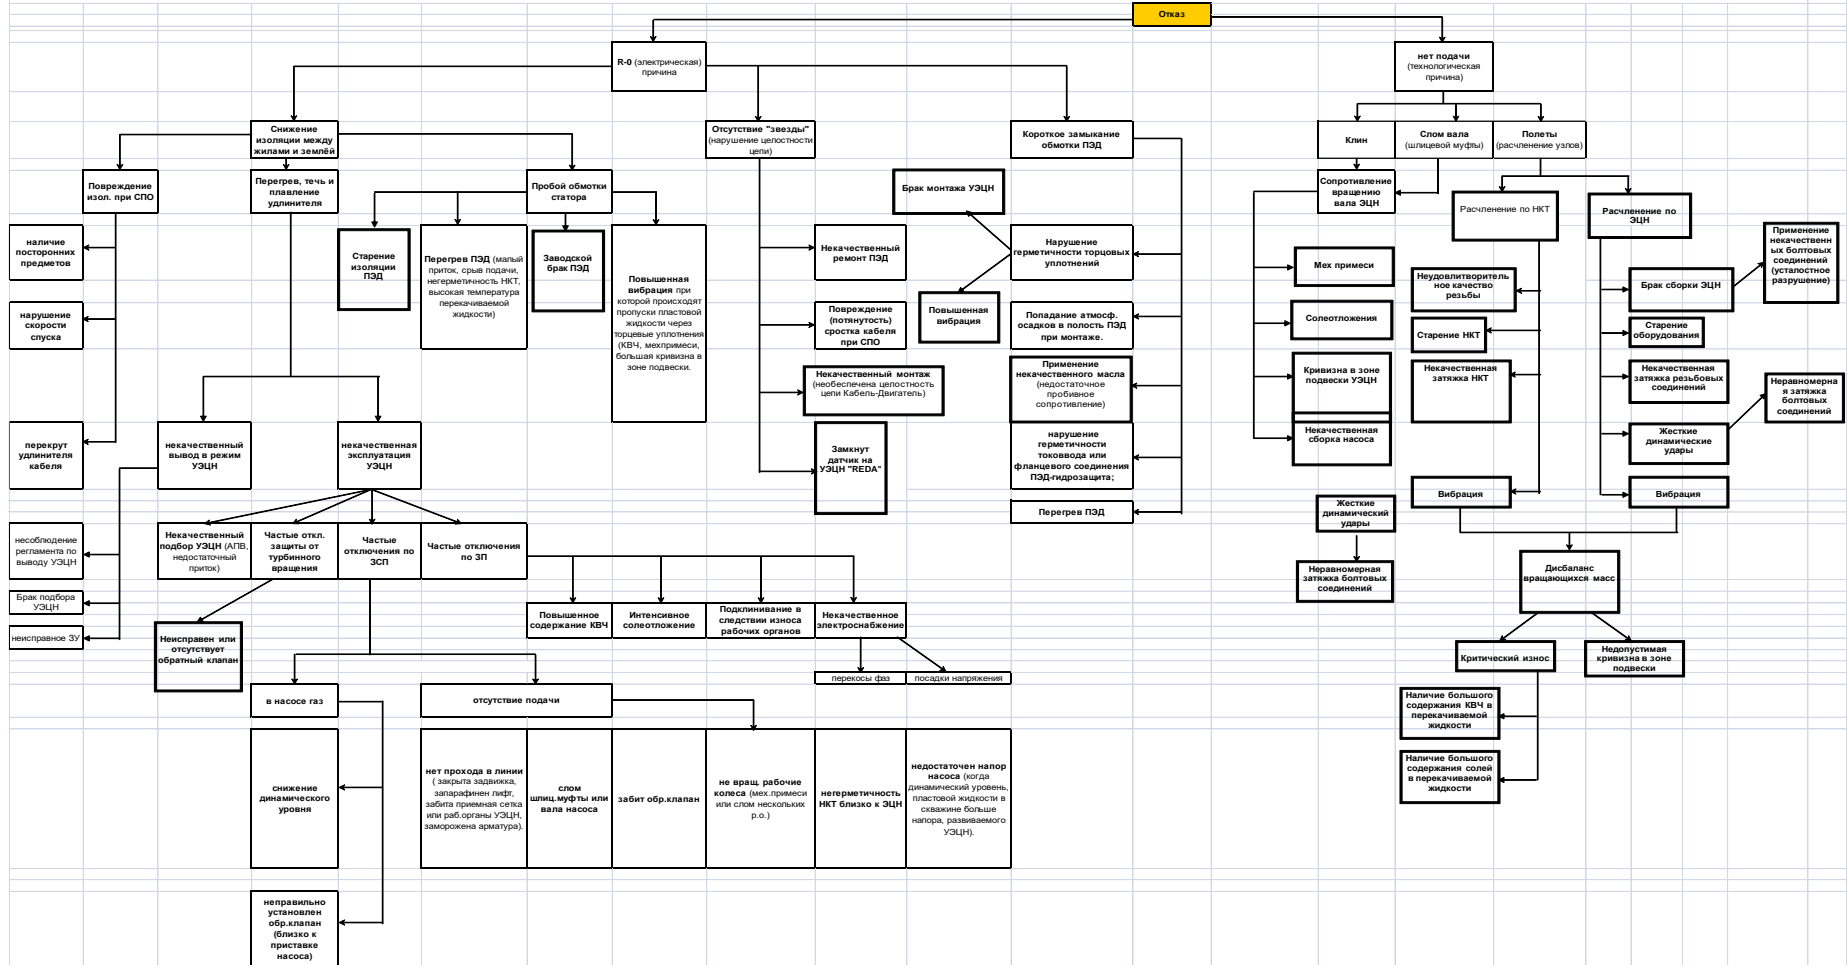 Отказ
R-0 (электрическая)
причина
нет подачи
(технологическая
причина)
Снижение
изоляции между
жилами и землёй
Отсутствие "звезды"
(нарушение целостности
цепи)
Короткое замыкание
обмотки ПЭД
Клин
Слом вала
(шлицевой муфты)
Полеты
(расчленение узлов)
Повреждение
изол. при СПО
Перегрев, течь и
плавление
удлинителя
Пробой обмотки
статора
Брак монтажа УЭЦН
Сопротивление
вращению
вала ЭЦН
Расчленение по НКТ
Расчленение по
ЭЦН
наличие
посторонних
предметов
Старение
изоляции
ПЭД
Перегрев ПЭД (малый
приток, срыв подачи,
негерметичность НКТ,
высокая температура
перекачиваемой
жидкости)
Заводской
брак ПЭД
Повышенная
вибрация при
которой происходят
пропуски пластовой
жидкости через
торцевые уплотнения
(КВЧ, мехпримеси,
большая кривизна в
зоне подвески.
Некачественный
ремонт ПЭД
Нарушение
герметичности торцовых
уплотнений
Мех примеси
Неудовлитворитель
ное качество
резьбы
Брак сборки ЭЦН
Применение
некачественн
ых болтовых
соединений
(усталостное
разрушение)
нарушение
скорости
спуска
Повреждение
(потянутость)
сростка кабеля
при СПО
Повышенная
вибрация
Попадание атмосф.
осадков в полость ПЭД
при монтаже.
Солеотложения
Старение НКТ
Старение
оборудования
Некачественный монтаж
(необеспечена целостность
цепи Кабель-Двигатель)
Применение
некачественного масла
(недостаточное
пробивное
сопротивление)
Кривизна в зоне
подвески УЭЦН
Некачественная
затяжка НКТ
Некачественная
затяжка резьбовых
соединений
Неравномерна
я затяжка
болтовых
соединений
перекрут
удлинителя
кабеля
некачественный
вывод в режим
УЭЦН
некачественная
эксплуатация
УЭЦН
Замкнут
датчик на
УЭЦН "REDA"
нарушение
герметичности
токоввода или
фланцевого соединения
ПЭД-гидрозащита;
Некачественная
сборка насоса
Жесткие
динамические
удары
Перегрев ПЭД
Жесткие
динамический
удары
Вибрация
Вибрация
несоблюдение
регламента по
выводу УЭЦН
Некачественный
подбор УЭЦН (АПВ,
недостаточный
приток)
Частые откл.
защиты от
турбинного
вращения
Частые
отключения по
ЗСП
Частые отключения
по ЗП
Неравномерная
затяжка болтовых
соединений
Дисбаланс
вращающихся масс
Брак подбора
УЭЦН
неисправное ЗУ
Неисправен или
отсутствует
обратный клапан
Повышенное
содержание КВЧ
Интенсивное
солеотложение
Подклинивание в
следствии износа
рабочих органов
Некачественное
электроснабжение
перекосы фаз
посадки напряжения
Критический износ
Недопустимая
кривизна в зоне
подвески
в насосе газ
отсутствие подачи
Наличие большого
содержания КВЧ в
перекачиваемой
жидкости
Наличие большого
содержания солей
в перекачиваемой
жидкости
снижение
динамического
уровня
нет прохода в линии
( закрыта задвижка,
запарафинен лифт,
забита приемная сетка
или раб.органы УЭЦН,
заморожена арматура).
слом
шлиц.муфты или
вала насоса
забит обр.клапан
не вращ. рабочие
колеса (мех.примеси
или слом нескольких
р.о.)
негерметичность
НКТ близко к ЭЦН
недостаточен напор
насоса (когда
динамический уровень,
пластовой жидкости в
скважине больше
напора, развиваемого
УЭЦН).
неправильно
установлен
обр.клапан
(близко к
приставке
насоса)